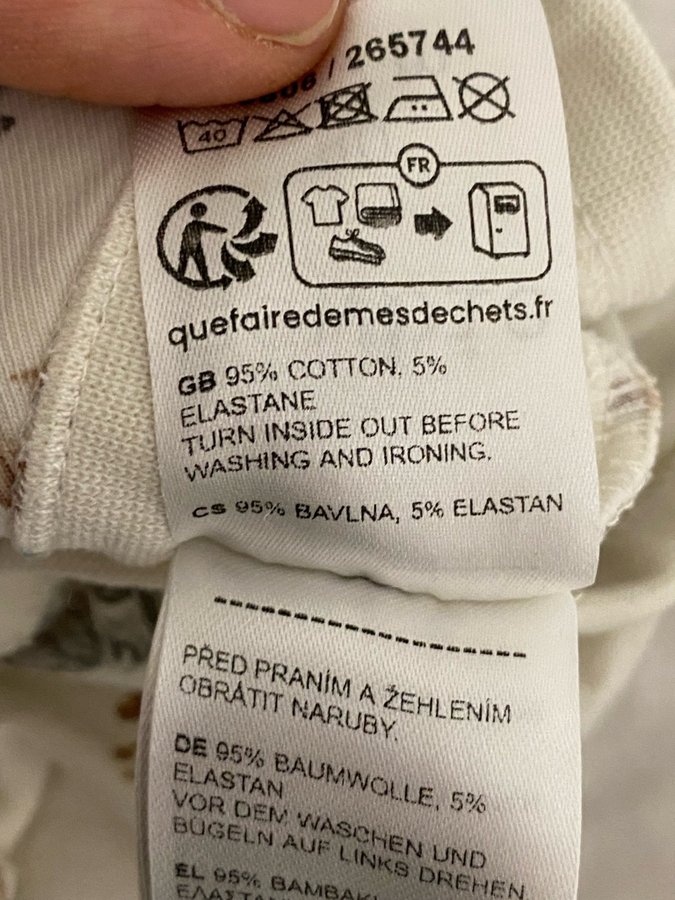 / 265744
40
FR
quefairedemesdechets.fr
GB 95% COTTON, 5%
ELASTANE
TURN INSIDE OUT BEFORE
WASHING AND IRONING.
CS 95% BAVLNA, 5% ELASTAN
PŘED PRANÍM A ŽEHLENÍM
OBRÁTIT NARUBY.
DE 95% BAUMWOLLE, 5%
ELASTAN
VOR DEM WASCHEN UND
BÜGELN AUF LINKS DREHEN
EL 95% BAMBAKI